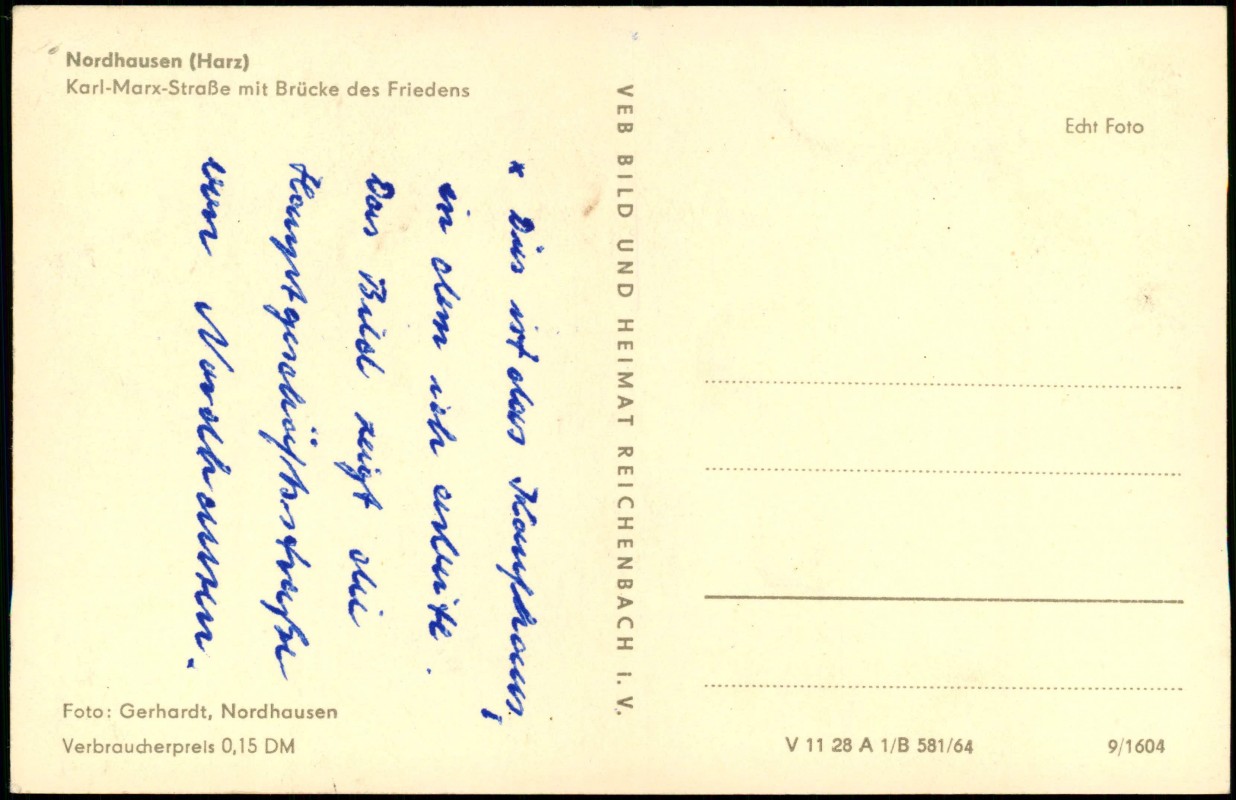 Nordhausen (Harz)
Karl-Marx-Straße mit Brücke des Friedens
* Dies ist das Kaufhaus,
in dem ich arbeite.
Das Bild zeigt die
Hauptgeschäftsstraße
von Nordhausen.
Foto: Gerhardt, Nordhausen
Verbraucherpreis 0,15 DM
VEB BILD UND HEIMAT REICHENBACH i. V.
Echt Foto
V 11 28 A 1/B 581/64
9/1604